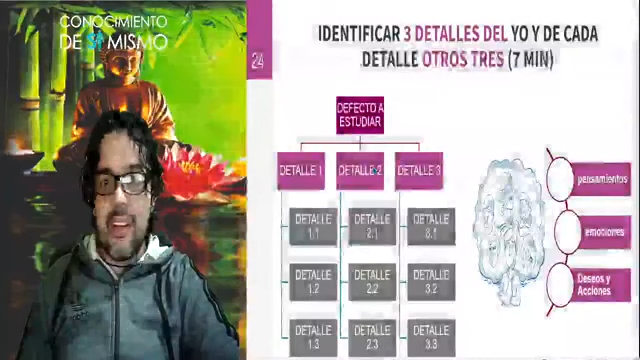 CONOCIMIENTO
DE SÍ MISMO
24
IDENTIFICAR 3 DETALLES DEL YO Y DE CADA
DETALLE OTROS TRES (7 MIN)
DEFECTO A
ESTUDIAR
DETALLE 1
DETALLE 2
DETALLE 3
DETALLE
1.1
DETALLE
2.1
DETALLE
3.1
DETALLE
1.2
DETALLE
2.2
DETALLE
3.2
DETALLE
1.3
DETALLE
2.3
DETALLE
3.3
pensamientos
emociones
Deseos y
Acciones